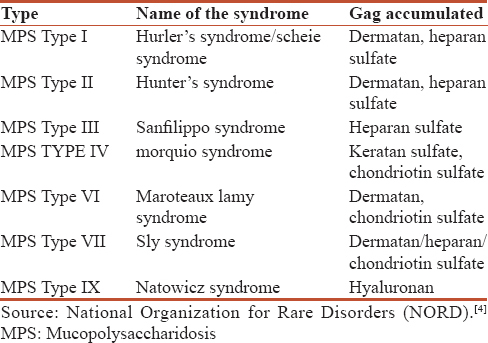 Type Name of the syndrome Gag accumulated
MPS Type I Hurler’s syndrome/scheie Dermatan, heparan
syndrome sulfate
MPS Type II Hunter’s syndrome Dermatan, heparan
sulfate
MPS Type III Sanfilippo syndrome Heparan sulfate
MPS TYPE IV morquio syndrome Keratan sulfate,
chondriotin sulfate
MPS Type VI Maroteaux lamy Dermatan,
syndrome chondriotin sulfate
MPS Type VII Sly syndrome Dermatan/heparan/
chondriotin sulfate
MPS Type IX Natowicz syndrome Hyaluronan
Source: National Organization for Rare Disorders (NORD).[4]
MPS: Mucopolysaccharidosis